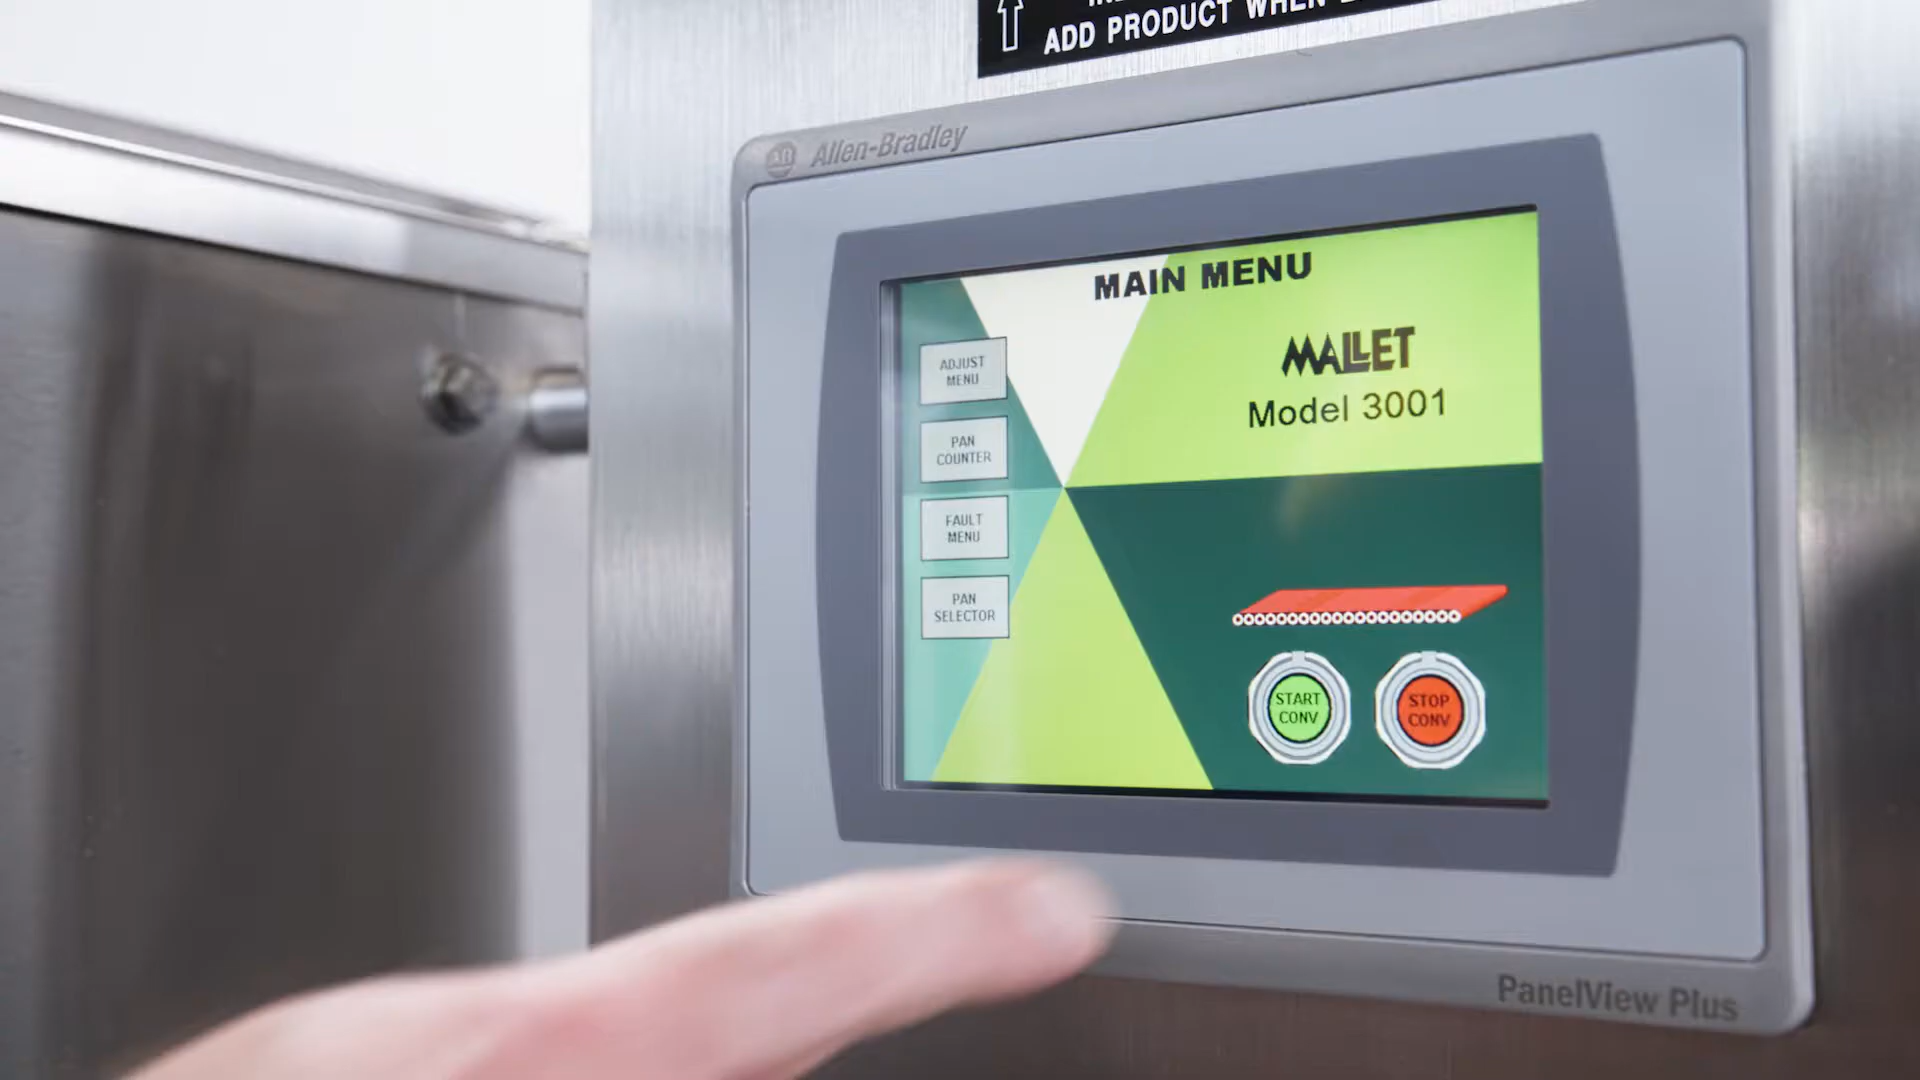 ADD PRODUCT WHEN
AB Allen-Bradley
MAIN MENU
MALLET
Model 3001
ADJUST
MENU
PAN
COUNTER
FAULT
MENU
PAN
SELECTOR
START
CONV
STOP
CONV
PanelView Plus